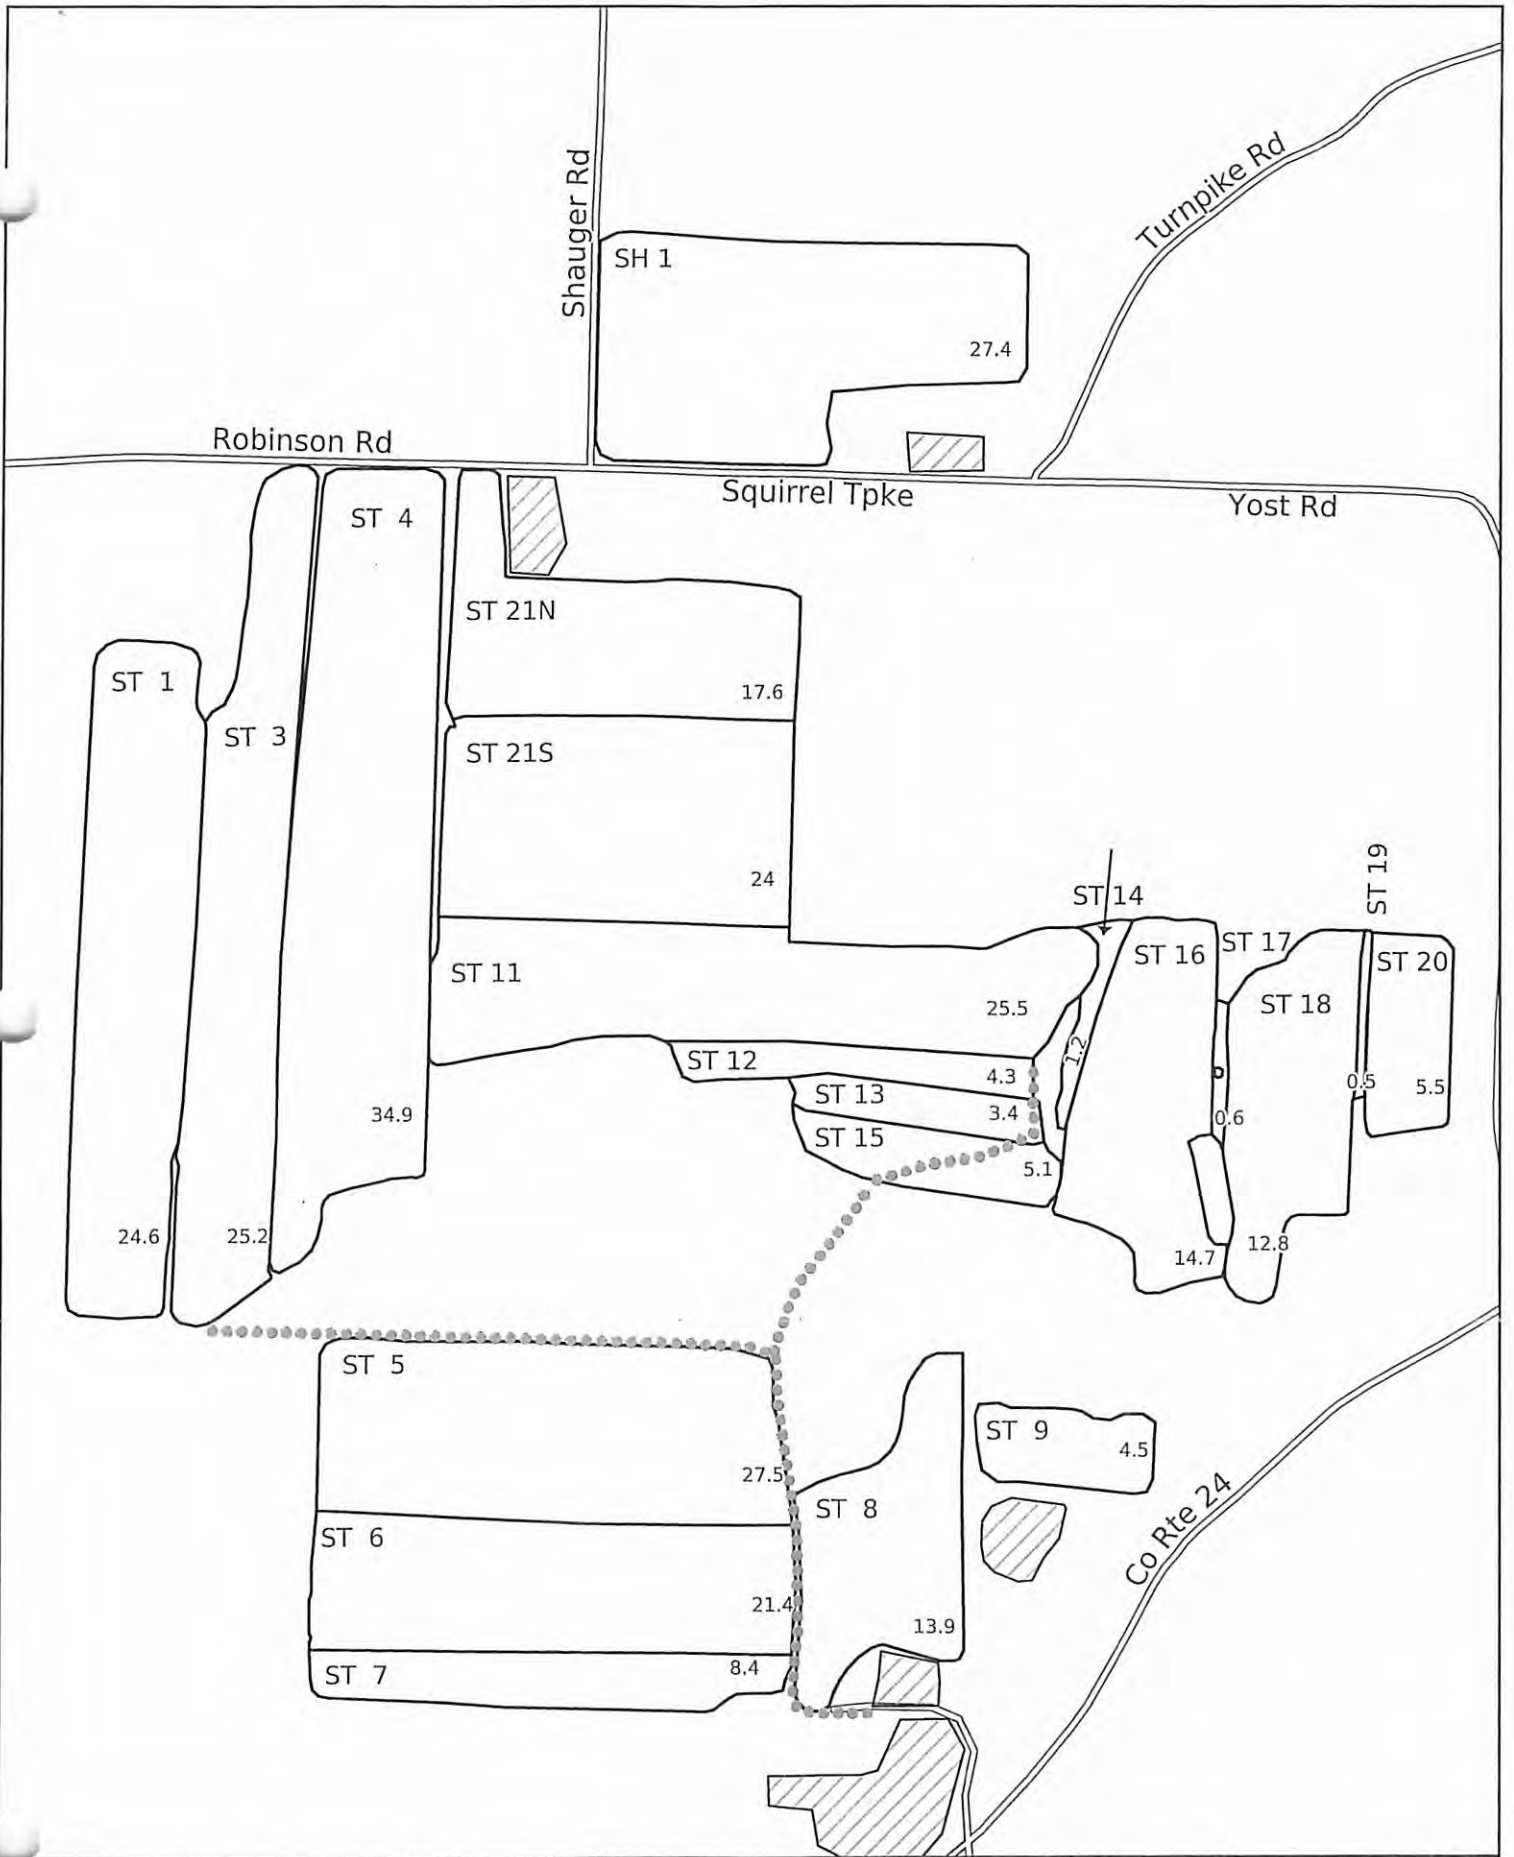 Shauger Rd
Turnpike Rd
SH 1
27.4
Robinson Rd
Squirrel Tpke
Yost Rd
ST 4
ST 21N
ST 1
17.6
ST 3
ST 21S
24
ST 19
ST 14
ST 17
ST 16
ST 20
ST 11
25.5
ST 18
1.2
ST 12
4.3
0.5
5.5
ST 13
3.4
34.9
0.6
ST 15
5.1
24.6
25.2
14.7
12.8
ST 5
ST 9
4.5
27.5
ST 8
Co Rte 24
ST 6
21.4
13.9
ST 7
8.4